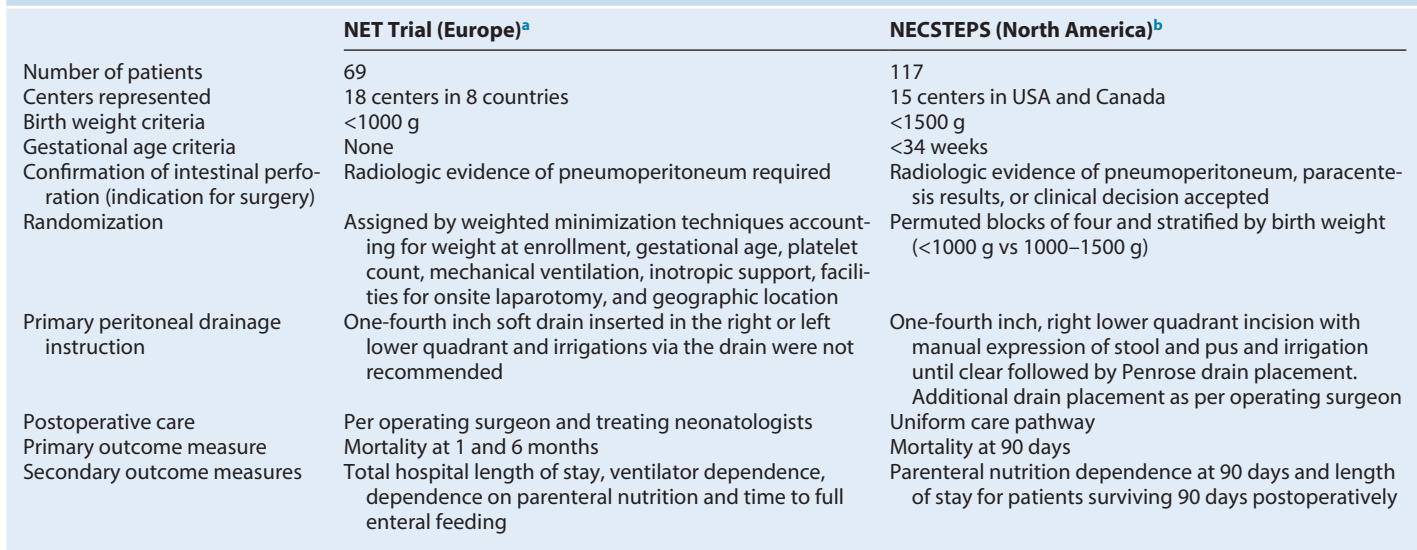 NET Trial (Europe)a NECSTEPS (North America)b
Number of patients 69 117
Centers represented 18 centers in 8 countries 15 centers in USA and Canada
Birth weight criteria <1000 g <1500 g
Gestational age criteria None <34 weeks
Confirmation of intestinal perfo- Radiologic evidence of pneumoperitoneum required Radiologic evidence of pneumoperitoneum, paracente-
ration (indication for surgery) sis results, or clinical decision accepted
Randomization Assigned by weighted minimization techniques account- Permuted blocks of four and stratified by birth weight
ing for weight at enrollment, gestational age, platelet (<1000 g vs 1000–1500 g)
count, mechanical ventilation, inotropic support, facili-
ties for onsite laparotomy, and geographic location
Primary peritoneal drainage One-fourth inch soft drain inserted in the right or left One-fourth inch, right lower quadrant incision with
instruction lower quadrant and irrigations via the drain were not manual expression of stool and pus and irrigation
recommended until clear followed by Penrose drain placement.
Additional drain placement as per operating surgeon
Postoperative care Per operating surgeon and treating neonatologists Uniform care pathway
Primary outcome measure Mortality at 1 and 6 months Mortality at 90 days
Secondary outcome measures Total hospital length of stay, ventilator dependence, Parenteral nutrition dependence at 90 days and length
dependence on parenteral nutrition and time to full of stay for patients surviving 90 days postoperatively
enteral feeding